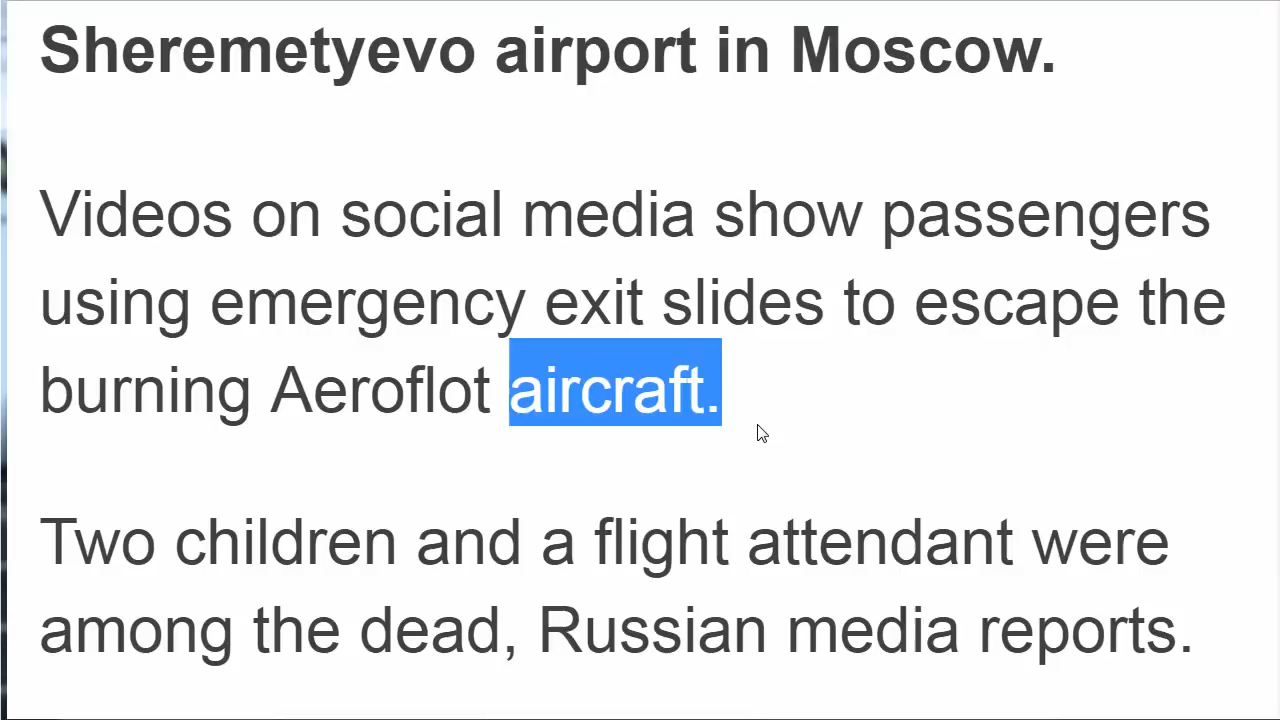 Sheremetyevo airport in Moscow.
Videos on social media show passengers
using emergency exit slides to escape the
burning Aeroflot aircraft.
Two children and a flight attendant were
among the dead, Russian media reports.